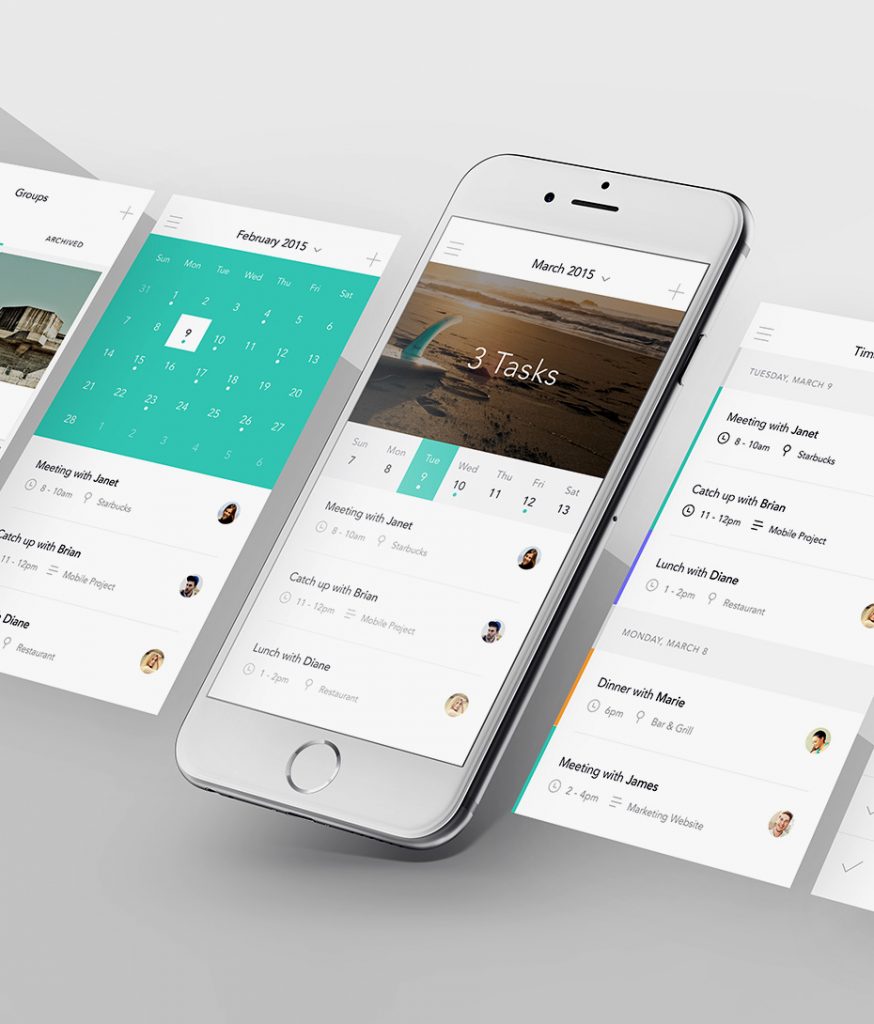 Groups
ARCHIVED
February 2015
Sun Mon Tue Wed Thu Fri Sat
31 1 2 3 4 5 6
7 8 9 10 11 12 13
14 15 16 17 18 19 20
21 22 23 24 25 26 27
28 1 2 3 4 5 6
Meeting with Janet
8 - 10am Starbucks
Catch up with Brian
11 - 12pm Mobile Project
Diane
Restaurant
March 2015
3 Tasks
Sun Mon Tue Wed Thu Fri Sat
7 8 9 10 11 12 13
Meeting with Janet
8 - 10am Starbucks
Catch up with Brian
11 - 12pm Mobile Project
Lunch with Diane
1 - 2pm Restaurant
TUESDAY, MARCH 9
Meeting with Janet
8 - 10am Starbucks
Catch up with Brian
11 - 12pm Mobile Project
Lunch with Diane
1 - 2pm Restaurant
MONDAY, MARCH 8
Dinner with Marie
6pm Bar & Grill
Meeting with James
2 - 4pm Marketing Website